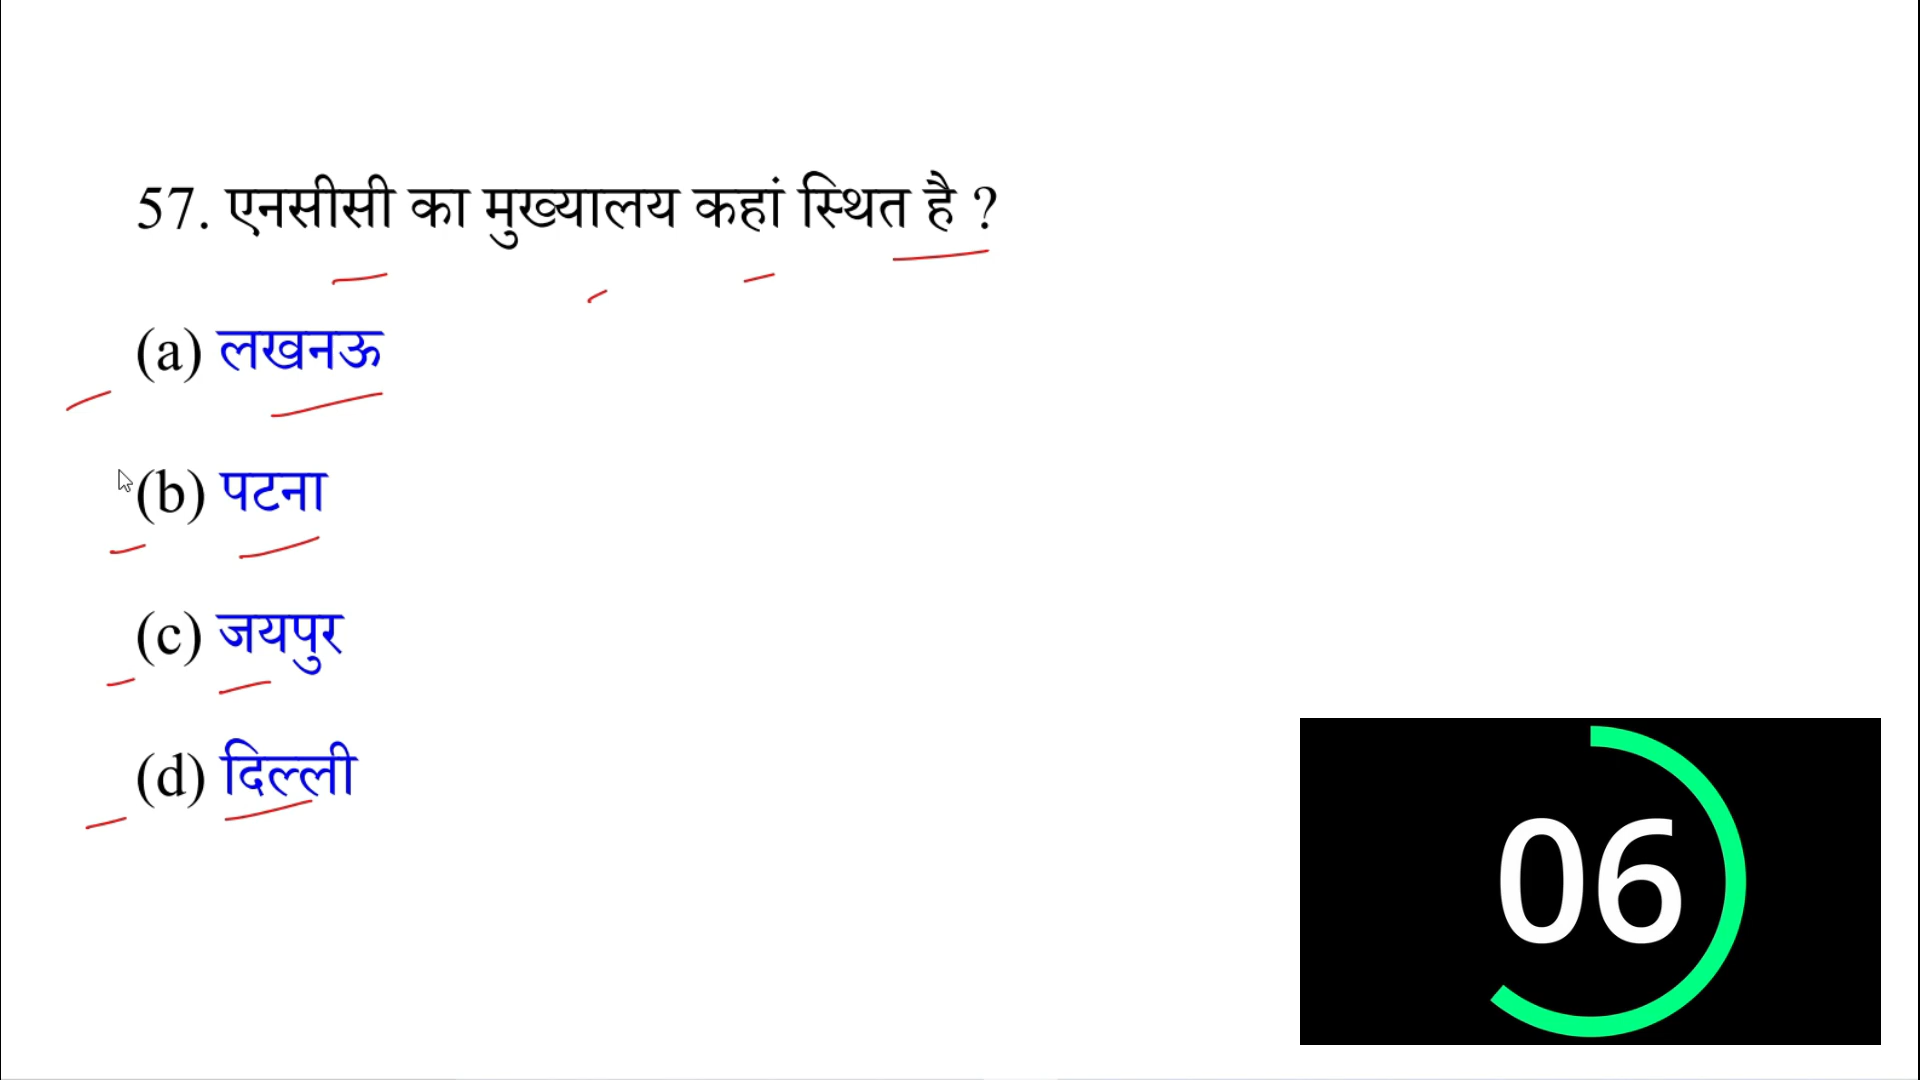 57. एनसीसी का मुख्यालय कहां स्थित है ?
(a) लखनऊ
(b) पटना
(c) जयपुर
(d) दिल्ली
06